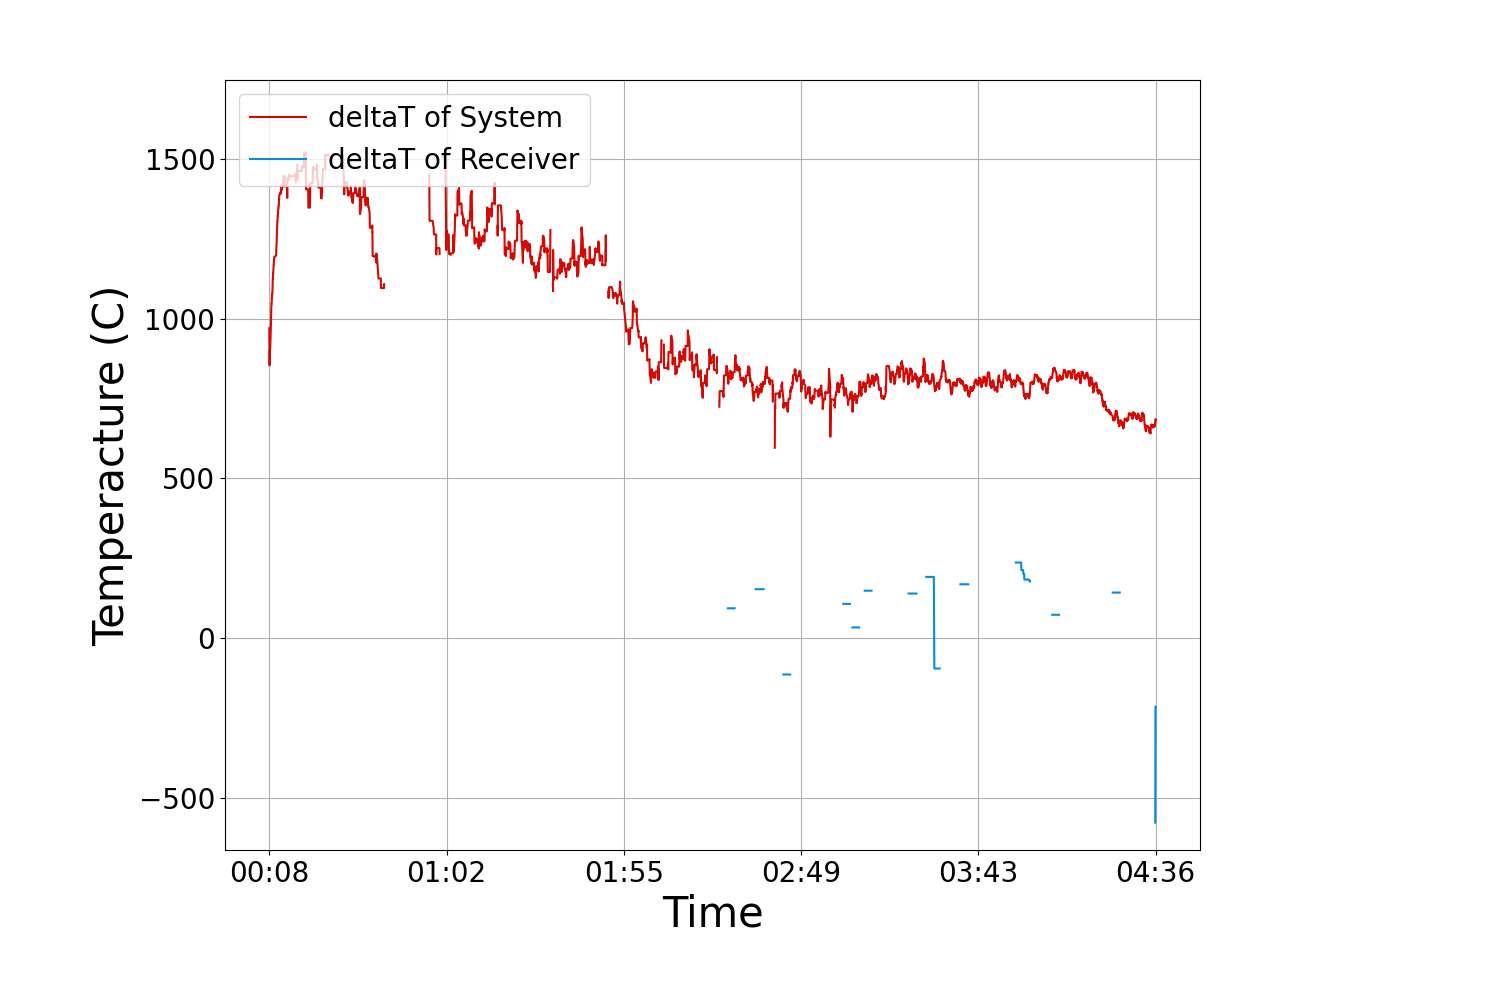 deltaT of System
deltaT of Receiver
1500
1000
500
0
−500
Temperacture (C)
00:08 01:02 01:55 02:49 03:43 04:36
Time